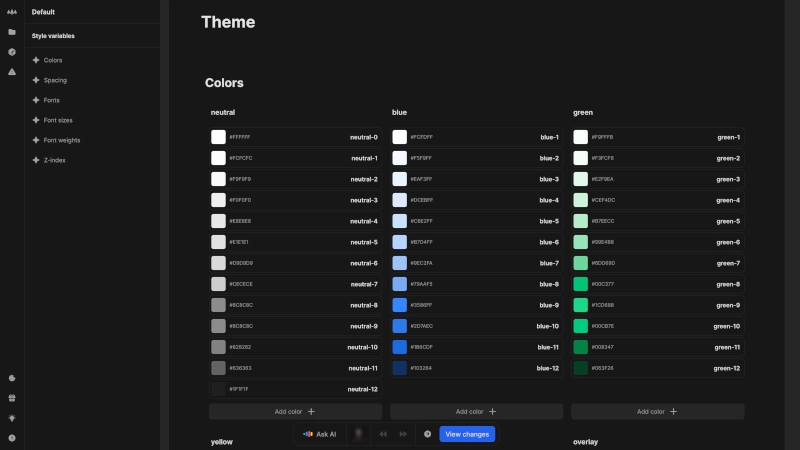 Default
Style variables
Colors
Spacing
Fonts
Font sizes
Font weights
Z-index
Theme
Colors
neutral
#FFFFFF neutral-0
#FCFCFC neutral-1
#F9F9F9 neutral-2
#F0F0F0 neutral-3
#E8E8E8 neutral-4
#E1E1E1 neutral-5
#D9D9D9 neutral-6
#CECECE neutral-7
#8C8C8C neutral-8
#8C8C8C neutral-9
#828282 neutral-10
#636363 neutral-11
#1F1F1F neutral-12
Add color
blue
#FCFDFF blue-1
#F5F9FF blue-2
#EAF3FF blue-3
#DCEBFF blue-4
#CBE2FF blue-5
#B7D4FF blue-6
#9EC2FA blue-7
#79AAF5 blue-8
#3586FF blue-9
#2D7AEC blue-10
#1B6CDF blue-11
#103264 blue-12
Add color
green
#F9FFFB green-1
#F3FCF6 green-2
#E2F9EA green-3
#CEF4DC green-4
#B7EECC green-5
#99E4B8 green-6
#6DD69D green-7
#00C377 green-8
#1CD688 green-9
#00CB7E green-10
#008347 green-11
#063F26 green-12
Add color
yellow
overlay
Ask AI
View changes